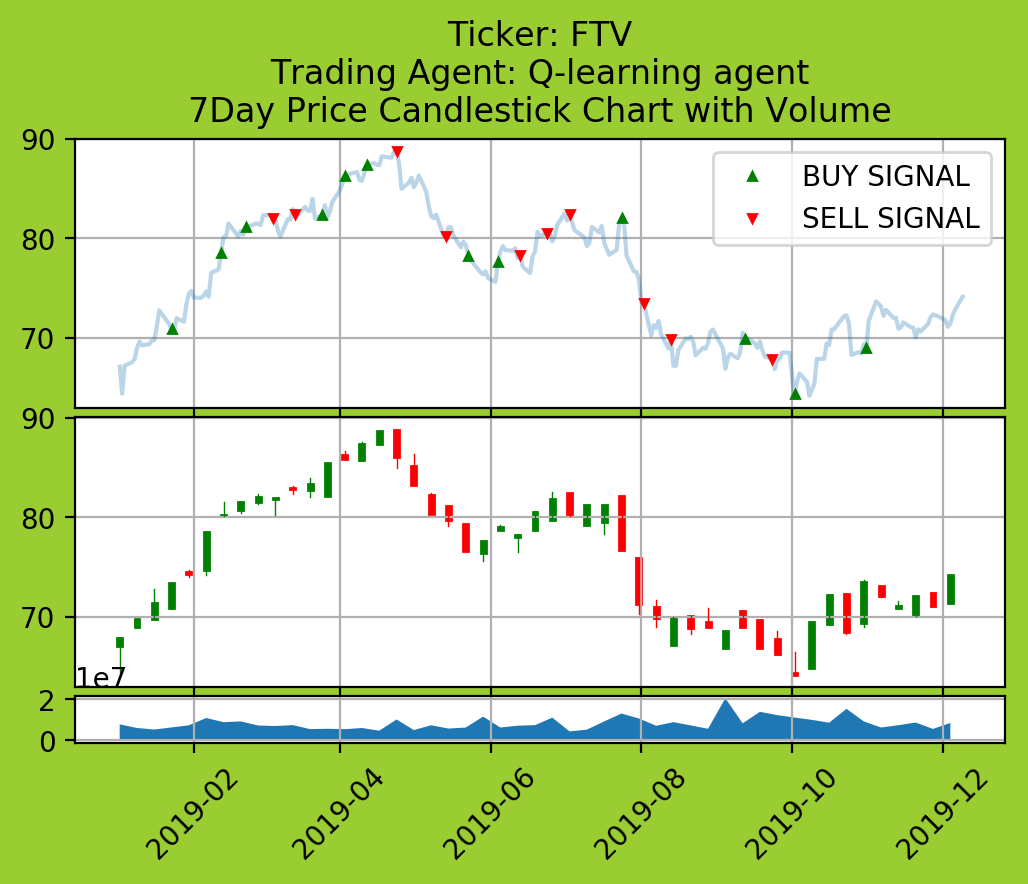 Ticker: FTV
Trading Agent: Q-learning agent
7Day Price Candlestick Chart with Volume
90
80
70
BUY SIGNAL
SELL SIGNAL
90
80
70
1e7
2
0
2019-02
2019-04
2019-06
2019-08
2019-10
2019-12